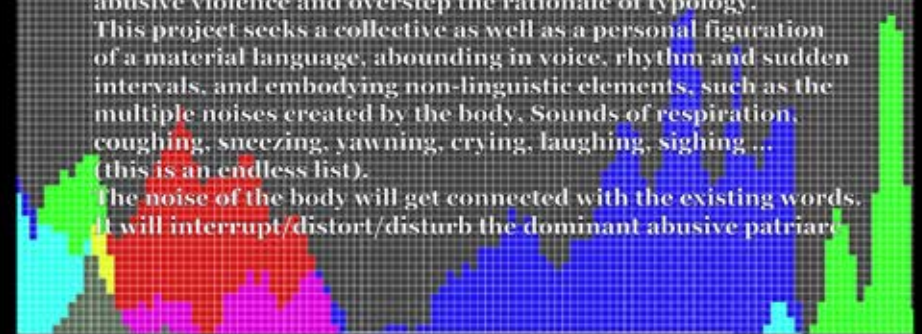 abusive violence and overstep the rationale of typology.
This project seeks a collective as well as a personal figuration
of a material language, abounding in voice, rhythm and sudden
intervals, and embodying non-linguistic elements, such as the
multiple noises created by the body. Sounds of respiration,
coughing, sneezing, yawning, crying, laughing, sighing ...
(this is an endless list).
The noise of the body will get connected with the existing words.
It will interrupt/distort/disturb the dominant abusive patriarc